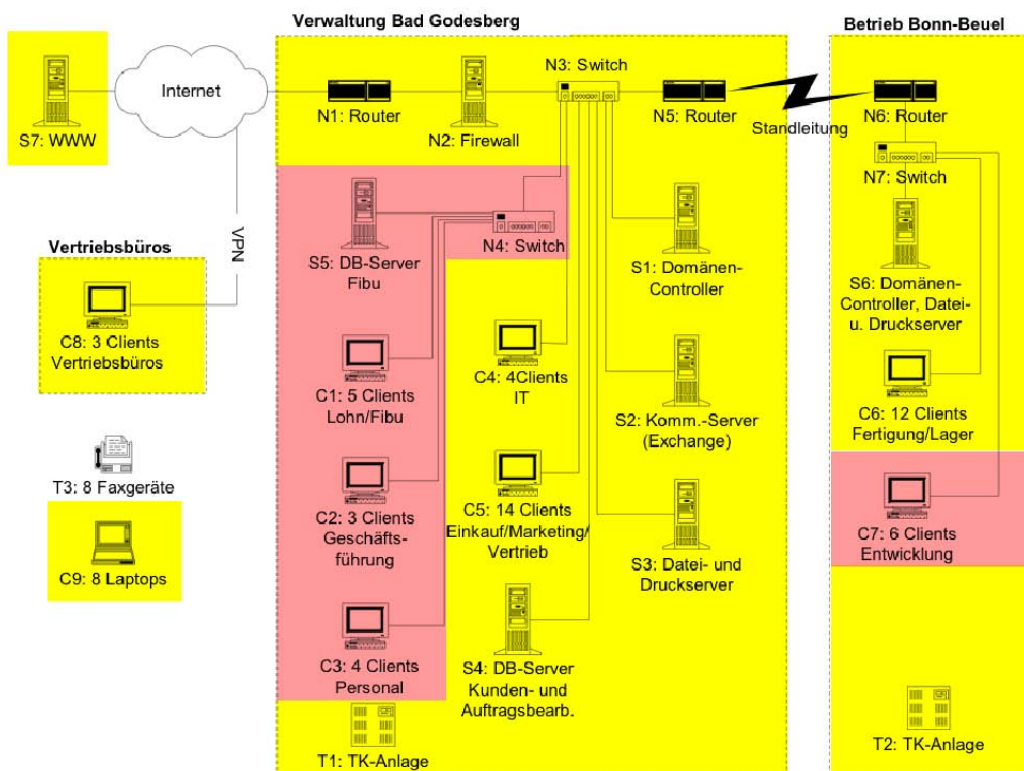 Verwaltung Bad Godesberg
Betrieb Bonn-Beuel
S7: WWW
Internet
N1: Router
N2: Firewall
N3: Switch
N5: Router
Standleitung
N6: Router
N7: Switch
VPN
Vertriebsbüros
C8: 3 Clients
Vertriebsbüros
T3: 8 Faxgeräte
C9: 8 Laptops
S5: DB-Server
Fibu
N4: Switch
C1: 5 Clients
Lohn/Fibu
C2: 3 Clients
Geschäfts-
führung
C3: 4 Clients
Personal
T1: TK-Anlage
C4: 4Clients
IT
C5: 14 Clients
Einkauf/Marketing/
Vertrieb
S4: DB-Server
Kunden- und
Auftragsbearb.
S1: Domänen-
Controller
S2: Komm.-Server
(Exchange)
S3: Datei- und
Druckserver
S6: Domänen-
Controller, Datei-
u. Druckserver
C6: 12 Clients
Fertigung/Lager
C7: 6 Clients
Entwicklung
T2: TK-Anlage